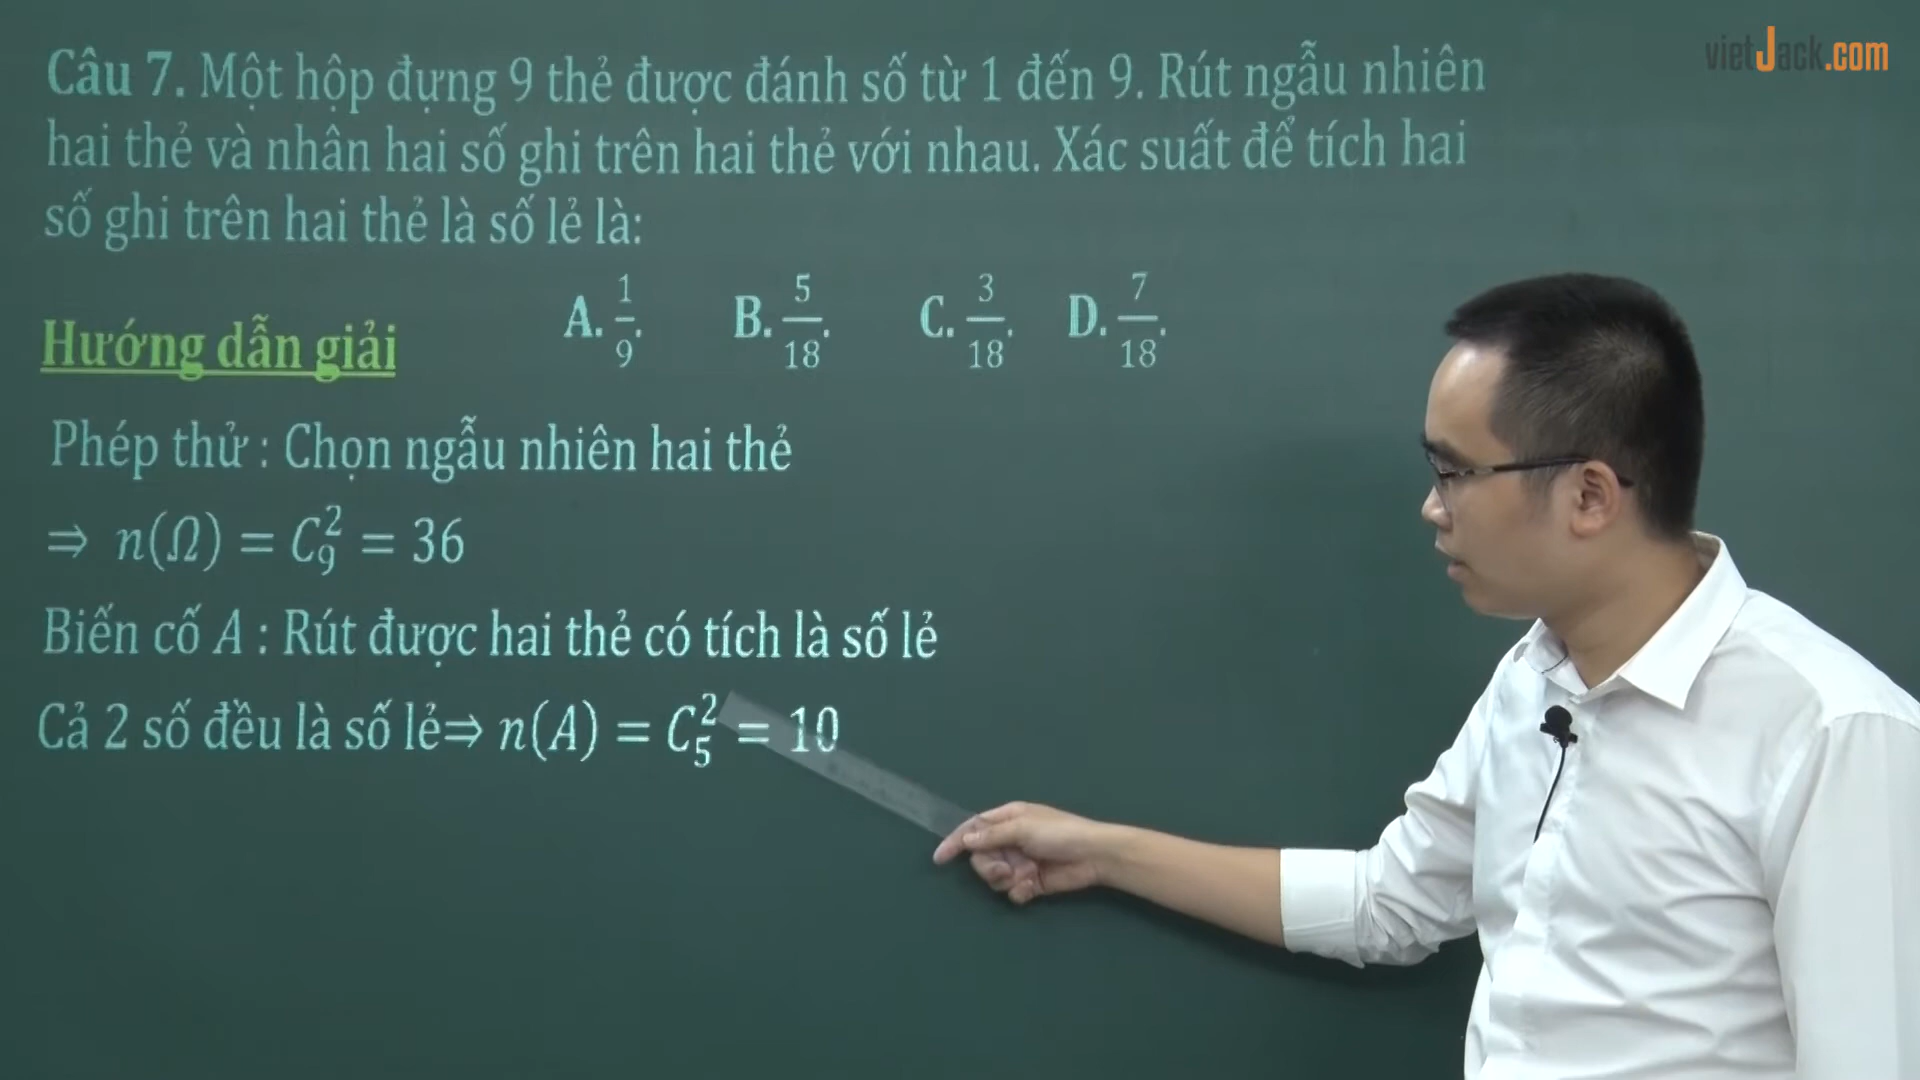 vietJack.com
Câu 7. Một hộp đựng 9 thẻ được đánh số từ 1 đến 9. Rút ngẫu nhiên
hai thẻ và nhân hai số ghi trên hai thẻ với nhau. Xác suất để tích hai
số ghi trên hai thẻ là số lẻ là:
A. 1/9. B. 5/18. C. 3/18. D. 7/18.
Hướng dẫn giải
Phép thử : Chọn ngẫu nhiên hai thẻ
⇒ n(Ω) = C₉² = 36
Biến cố A : Rút được hai thẻ có tích là số lẻ
Cả 2 số đều là số lẻ⇒ n(A) = C₅² = 10